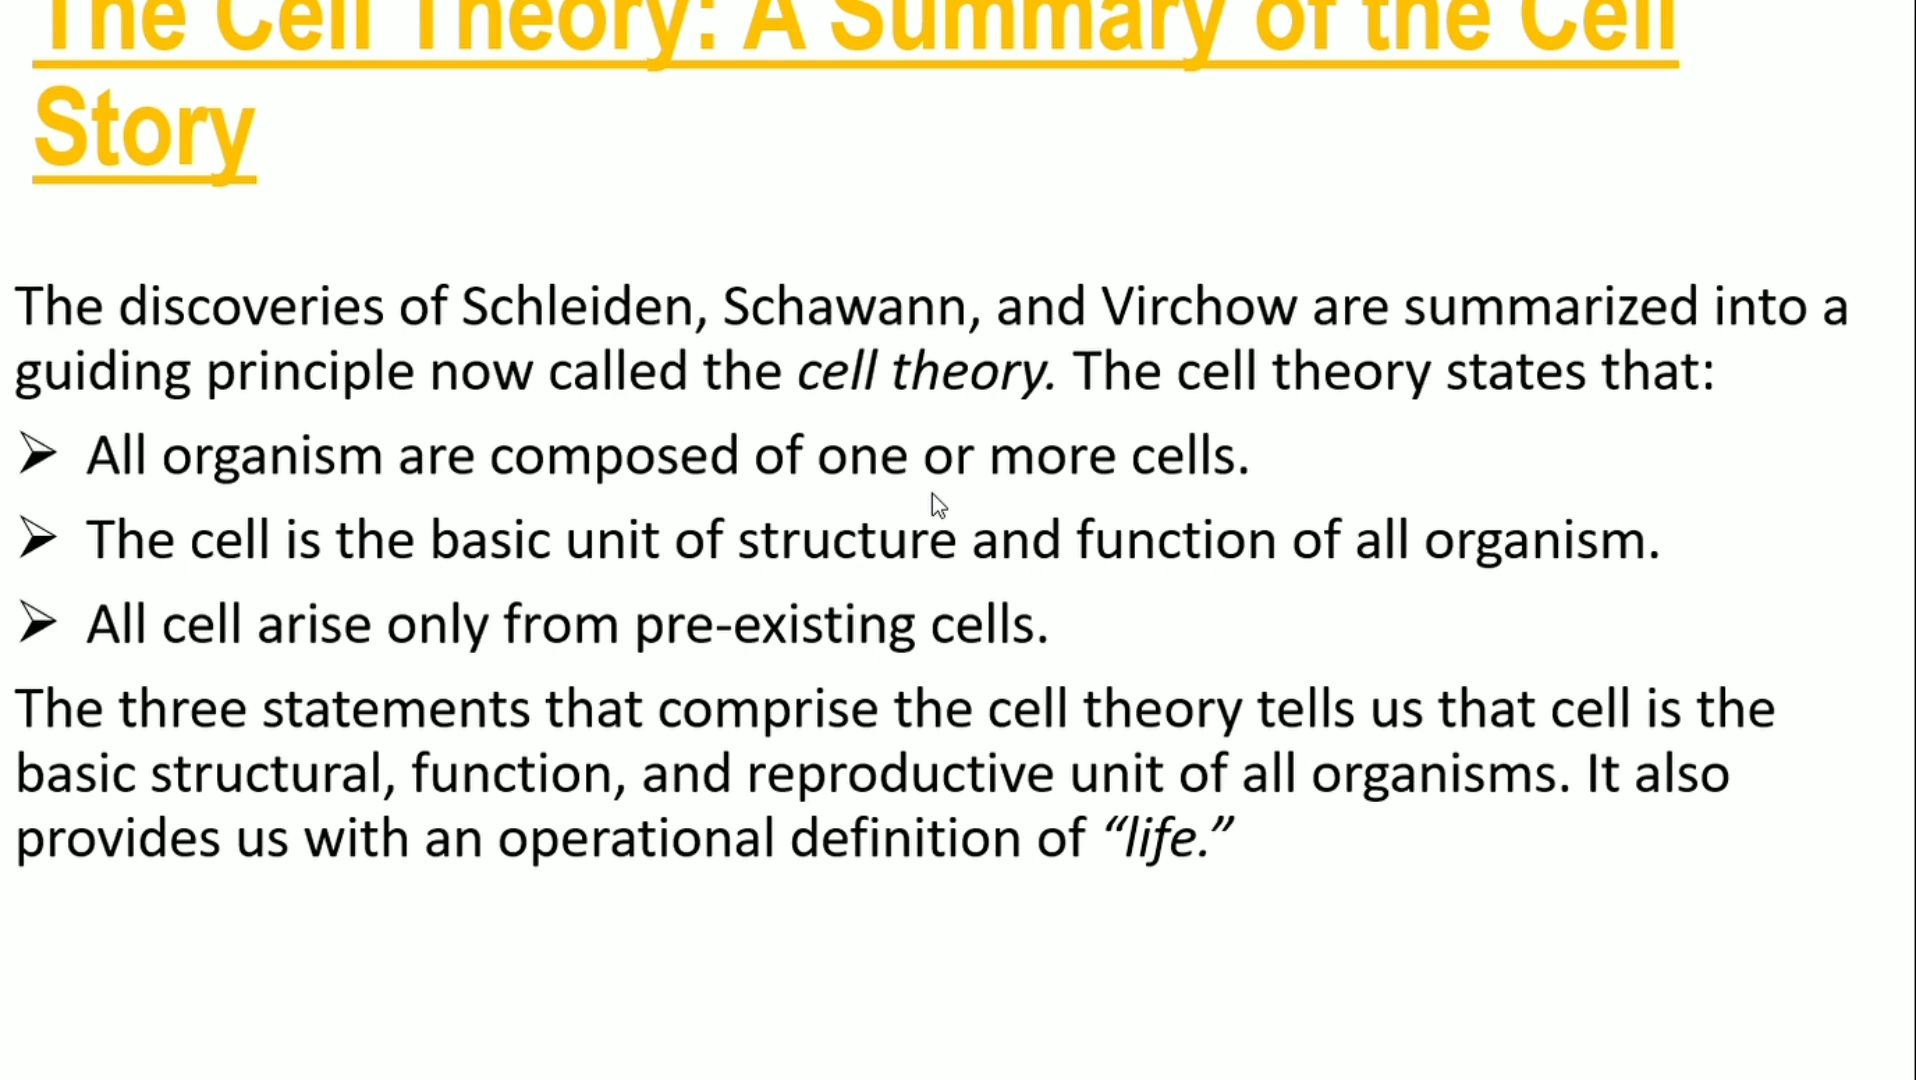 The Cell Theory: A Summary of the Cell
Story
The discoveries of Schleiden, Schawann, and Virchow are summarized into a
guiding principle now called the cell theory. The cell theory states that:
➢ All organism are composed of one or more cells.
➢ The cell is the basic unit of structure and function of all organism.
➢ All cell arise only from pre-existing cells.
The three statements that comprise the cell theory tells us that cell is the
basic structural, function, and reproductive unit of all organisms. It also
provides us with an operational definition of “life.”